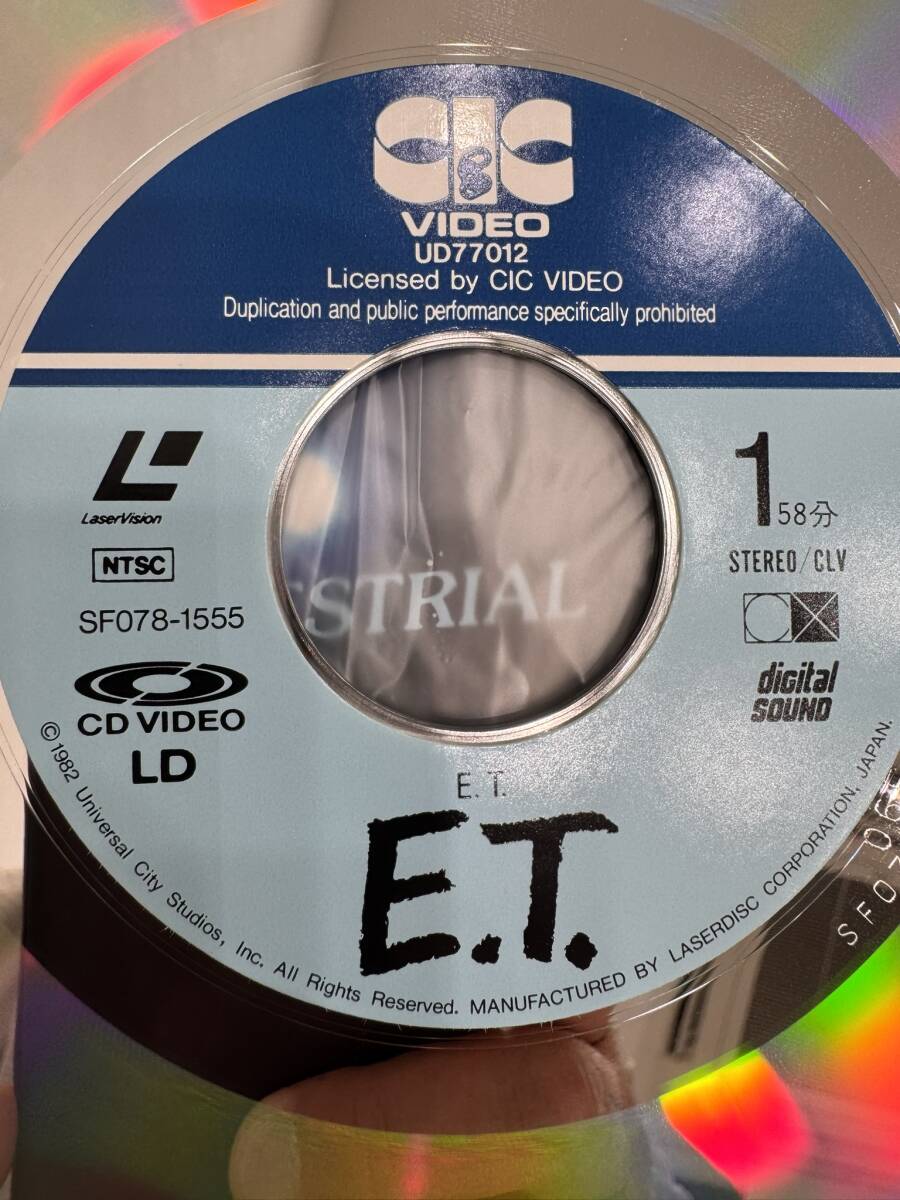 CIC
VIDEO
UD77012
Licensed by CIC VIDEO
Duplication and public performance specifically prohibited
LaserVision
NTSC
SF078-1555
CD VIDEO
LD
1 58分
STEREO/CLV
digital
SOUND
ESTRIAL
E.T.
E.T.
©1982 Universal City Studios, Inc. All Rights Reserved. MANUFACTURED BY LASERDISC CORPORATION, JAPAN.